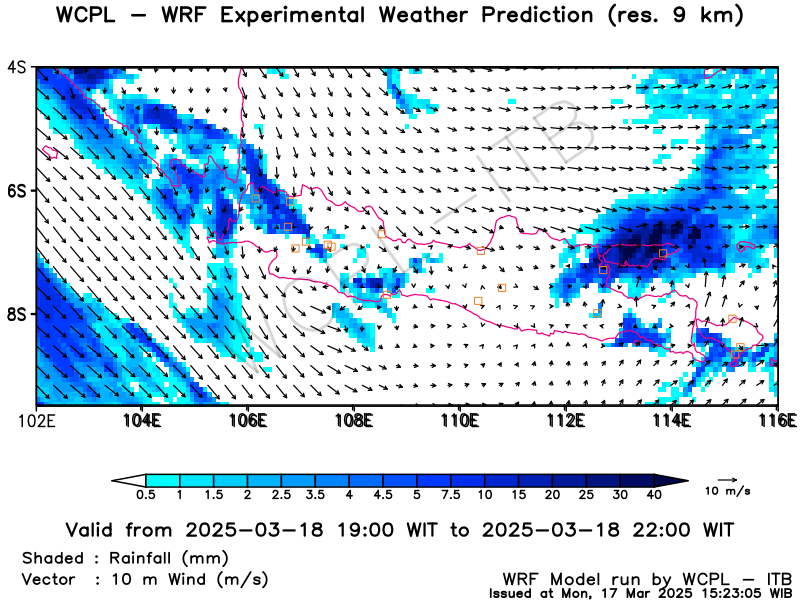 WCPL – WRF Experimental Weather Prediction (res. 9 km)
4S
6S
8S
WCPL – ITB
102E 104E 106E 108E 110E 112E 114E 116E
0.5 1 1.5 2 2.5 3.5 4 4.5 5 7.5 10 15 20 25 30 40
10 m/s
Valid from 2025–03–18 19:00 WIT to 2025–03–18 22:00 WIT
Shaded : Rainfall (mm)
Vector : 10 m Wind (m/s)
WRF Model run by WCPL – ITB
Issued at Mon, 17 Mar 2025 15:23:05 WIB